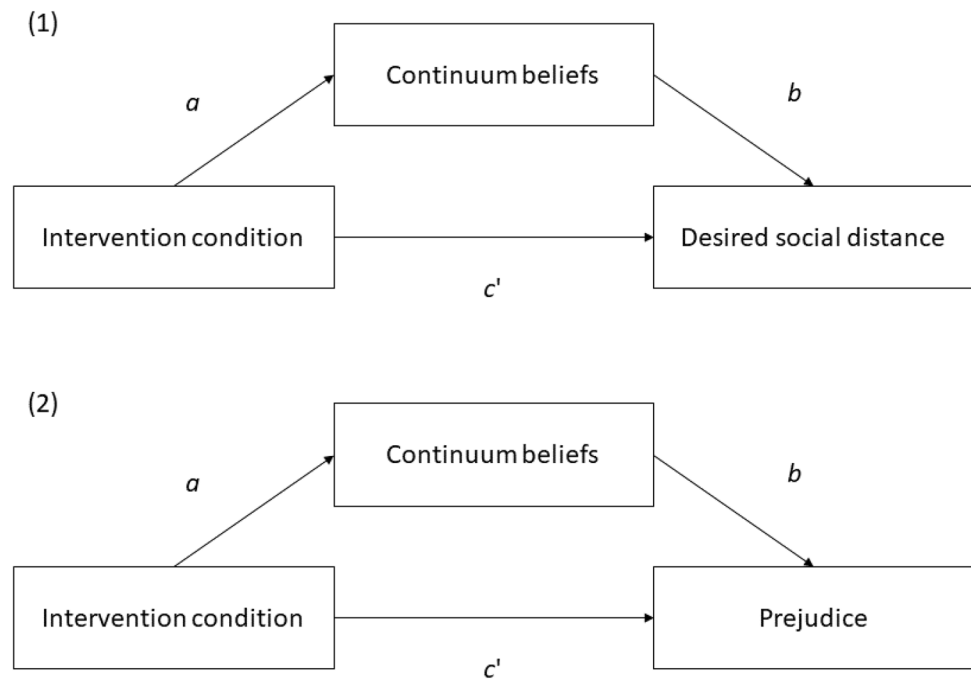 (1)
Continuum beliefs
a
b
Intervention condition
Desired social distance
c'
(2)
Continuum beliefs
a
b
Intervention condition
Prejudice
c'